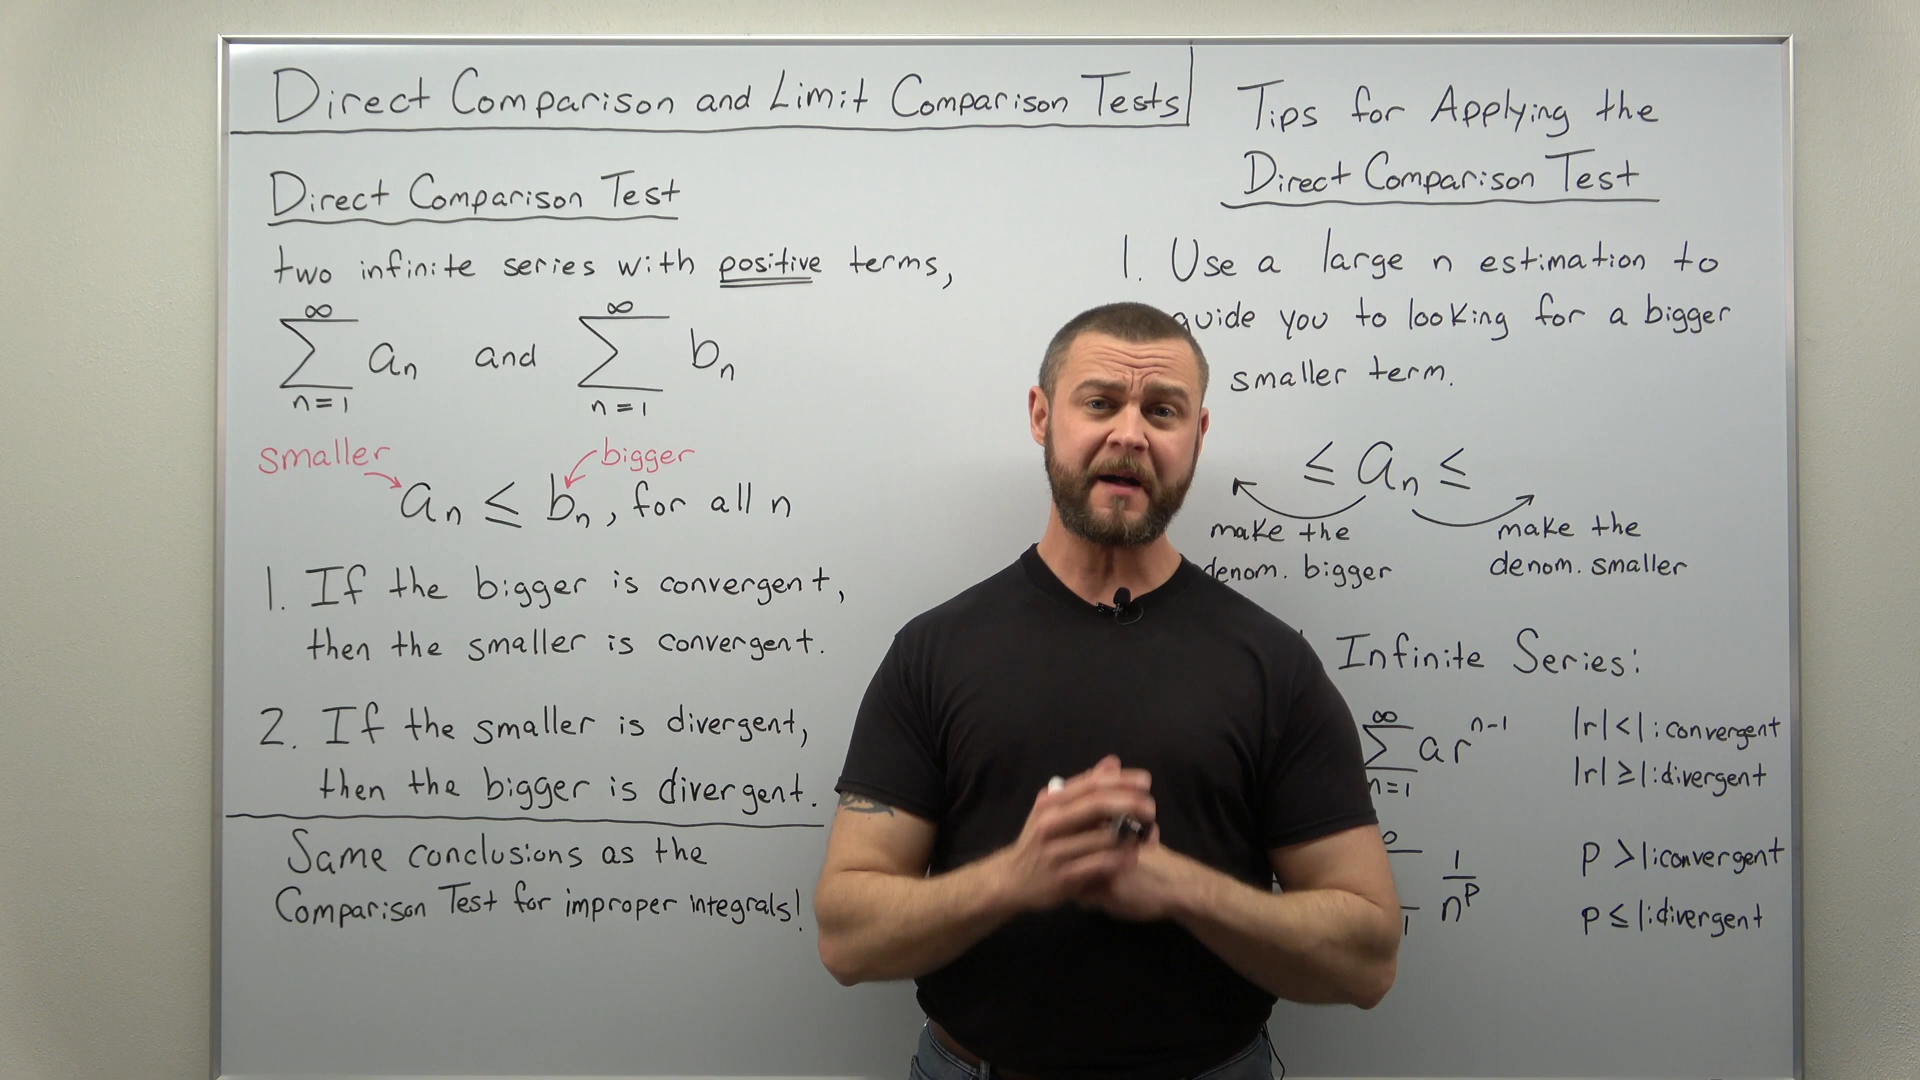 Direct Comparison and Limit Comparison Tests
Direct Comparison Test
two infinite series with positive terms,
∞ ∞
∑ aₙ and ∑ bₙ
n=1 n=1
smaller bigger
aₙ ≤ bₙ, for all n
1. If the bigger is convergent,
then the smaller is convergent.
2. If the smaller is divergent,
then the bigger is divergent.
Same conclusions as the
Comparison Test for improper integrals!
Tips for Applying the
Direct Comparison Test
1. Use a large n estimation to
guide you to looking for a bigger
smaller term.
≤ aₙ ≤
make the make the
denom. bigger denom. smaller
Infinite Series:
∞
∑ arⁿ⁻¹ |r|<1: convergent
n=1 |r|≥1: divergent
1/nᵖ p>1: convergent
p≤1: divergent